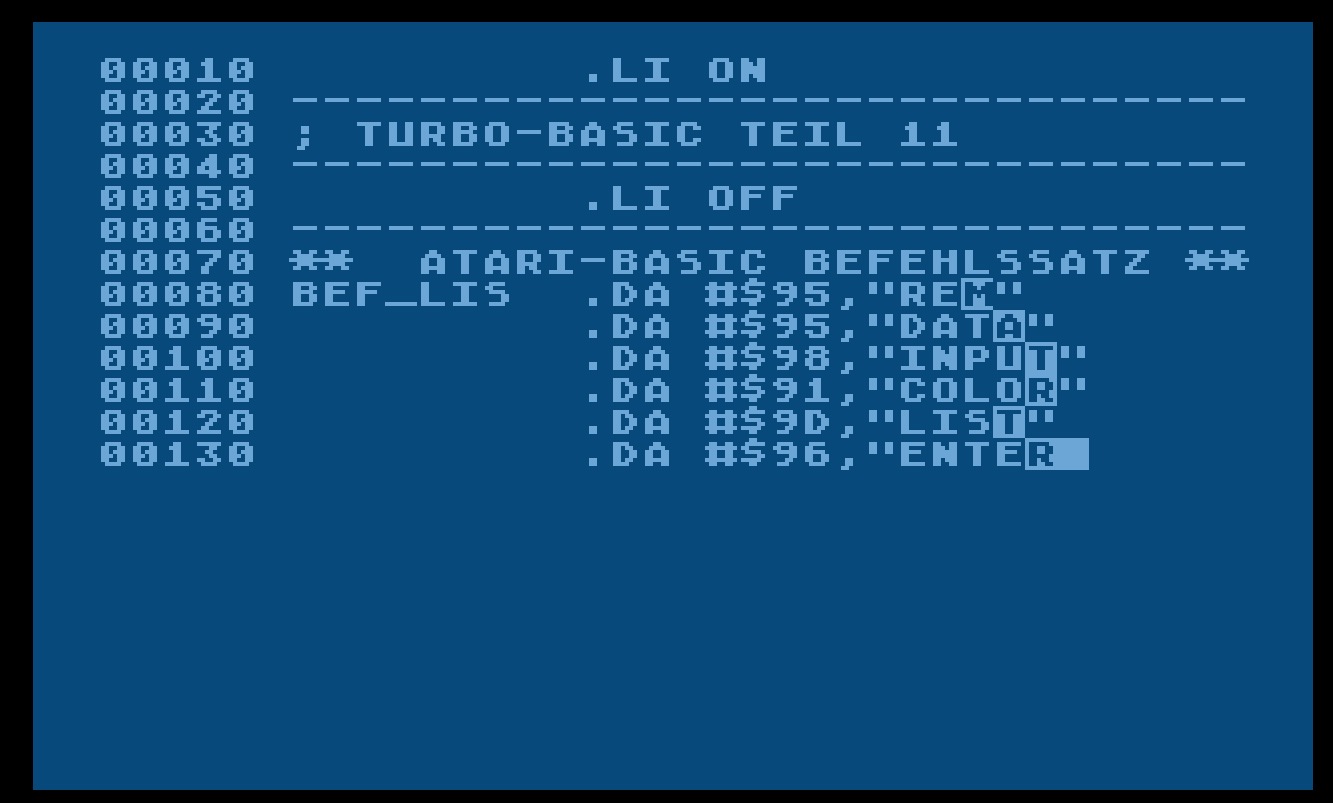 00010           .LI ON
00020 ------------------------------
00030 ; TURBO-BASIC TEIL 11
00040 ------------------------------
00050           .LI OFF
00060 ------------------------------
00070 **  ATARI-BASIC BEFEHLSSATZ **
00080 BEF_LIS  .DA #$95,"REM"
00090           .DA #$95,"DATA"
00100           .DA #$98,"INPUT"
00110           .DA #$91,"COLOR"
00120           .DA #$9D,"LIST"
00130           .DA #$96,"ENTER